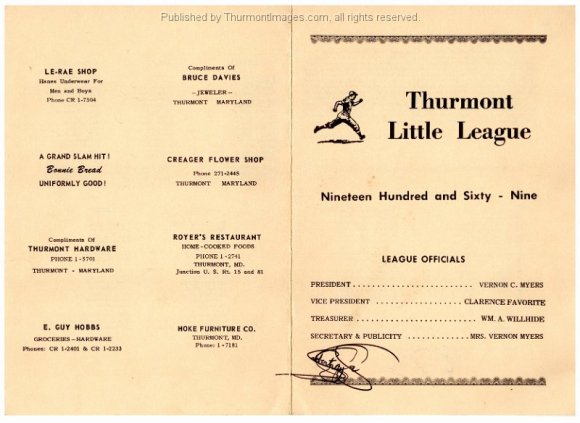 Published by ThurmontImages.com, all rights reserved.
LE-RAE SHOP
Hanes Underwear For
Men and Boys
Phone CR 1-7304
Compliments Of
BRUCE DAVIES
—JEWELER—
THURMONT MARYLAND
A GRAND SLAM HIT!
Bonnie Bread
UNIFORMLY GOOD!
CREAGER FLOWER SHOP
Phone 271-2445
THURMONT MARYLAND
Compliments Of
THURMONT HARDWARE
PHONE 1-5701
THURMONT - MARYLAND
ROYER'S RESTAURANT
HOME-COOKED FOODS
PHONE 1-2741
THURMONT, MD.
Junction U. S. Rt. 15 and 81
E. GUY HOBBS
GROCERIES—HARDWARE
Phones: CR 1-2401 & CR 1-2233
HOKE FURNITURE CO.
THURMONT, MD.
Phone: 1-7181
Thurmont
Little League
Nineteen Hundred and Sixty - Nine
LEAGUE OFFICIALS
PRESIDENT ............ VERNON C. MYERS
VICE PRESIDENT ............ CLARENCE FAVORITE
TREASURER ............ WM. A. WILLHIDE
SECRETARY & PUBLICITY ............ MRS. VERNON MYERS